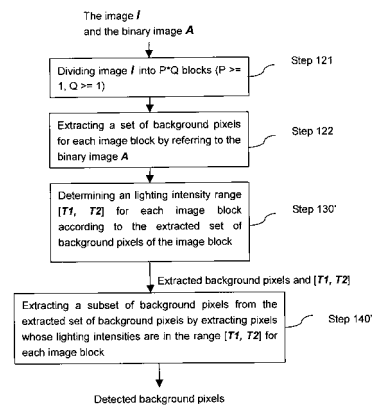 The image I
and the binary image A
Dividing image I into P*Q blocks (P >=
1, Q >= 1)
Step 121
Extracting a set of background pixels
for each image block by referring to the
binary image A
Step 122
Determining an lighting intensity range
[T1, T2] for each image block
according to the extracted set of
background pixels of the image block
Step 130'
Extracted background pixels and [T1, T2]
Extracting a subset of background pixels from the
extracted set of background pixels by extracting pixels
whose lighting intensities are in the range [T1, T2] for
each image block
Step 140'
Detected background pixels